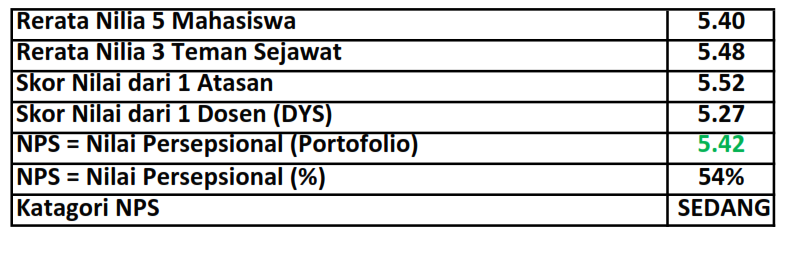 Rerata Nilia 5 Mahasiswa 5.40
Rerata Nilia 3 Teman Sejawat 5.48
Skor Nilai dari 1 Atasan 5.52
Skor Nilai dari 1 Dosen (DYS) 5.27
NPS = Nilai Persepsional (Portofolio) 5.42
NPS = Nilai Persepsional (%) 54%
Katagori NPS SEDANG